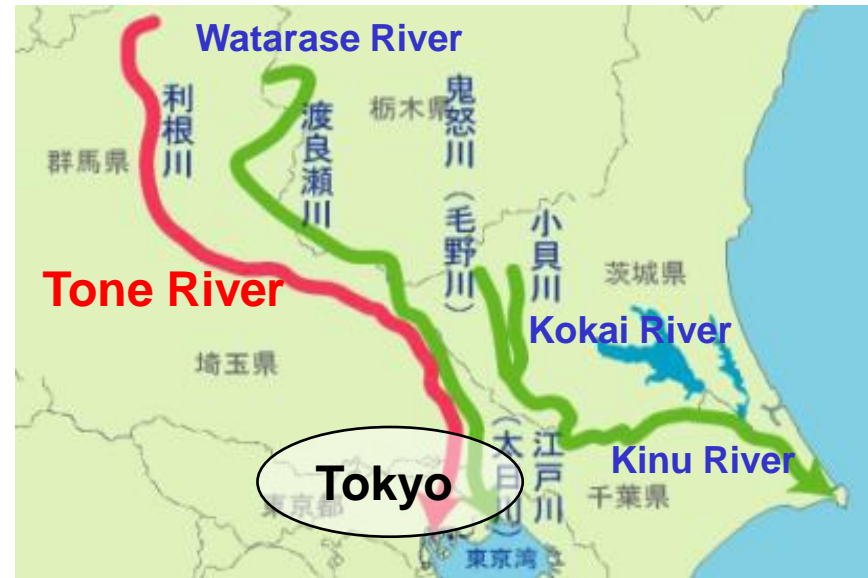 Watarase River
利根川
渡良瀬川
栃木県
鬼怒川（毛野川）
群馬県
小貝川
茨城県
Tone River
Kokai River
埼玉県
江戸川
（太日川）
Kinu River
Tokyo
東京都
千葉県
東京湾